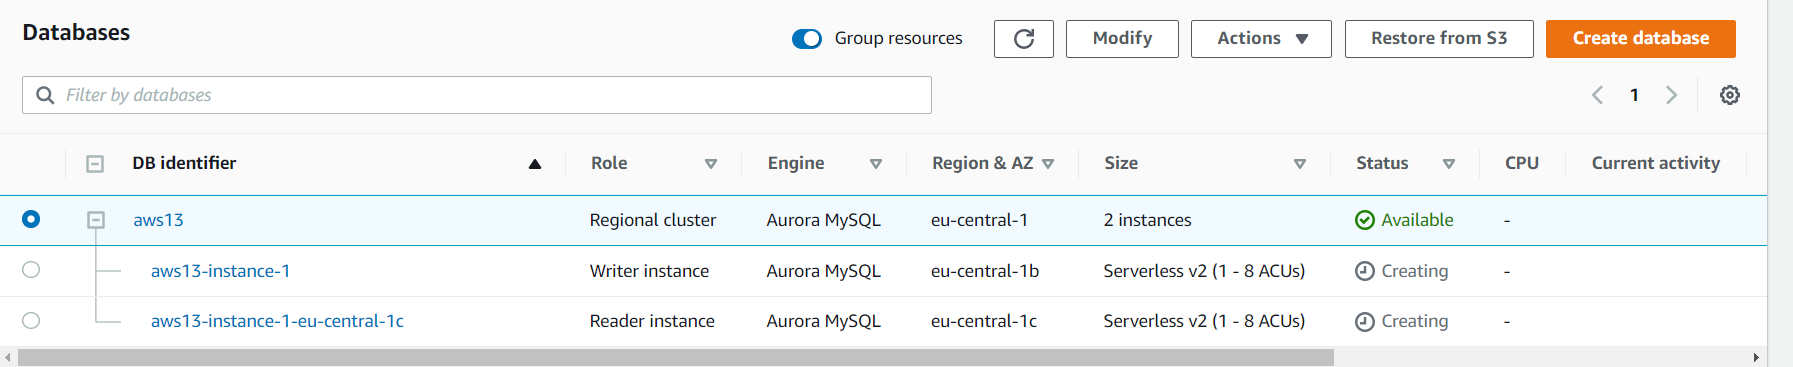 Databases
Group resources Modify Actions Restore from S3 Create database
Filter by databases 1
DB identifier Role Engine Region & AZ Size Status CPU Current activity
aws13 Regional cluster Aurora MySQL eu-central-1 2 instances Available -
aws13-instance-1 Writer instance Aurora MySQL eu-central-1b Serverless v2 (1 - 8 ACUs) Creating -
aws13-instance-1-eu-central-1c Reader instance Aurora MySQL eu-central-1c Serverless v2 (1 - 8 ACUs) Creating -